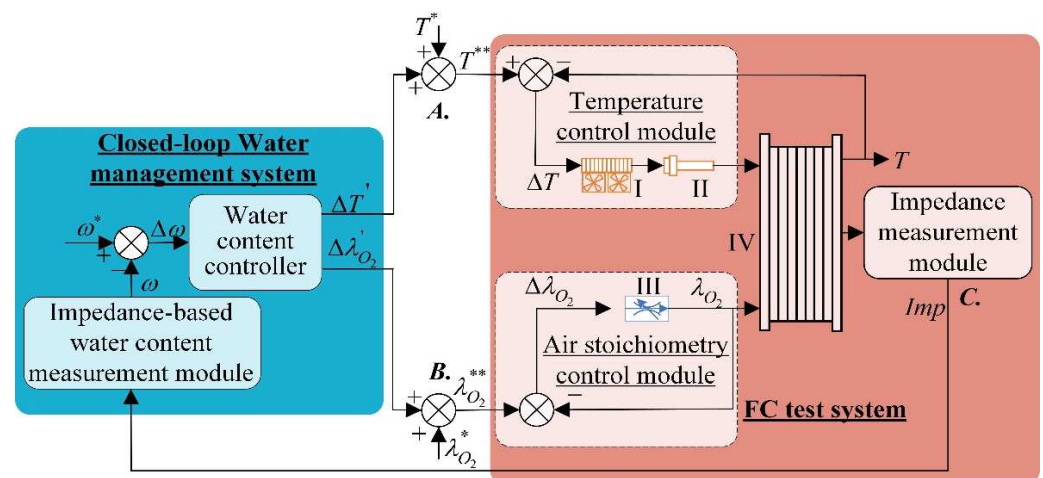 T*
+
+
T**
A.
+
−
Temperature
control module
ΔT
I
II
T
Closed-loop Water
management system
ω*
+
−
Δω
ω
Water
content
controller
ΔT'
Δλ'O2
Impedance-based
water content
measurement module
IV
Impedance
measurement
module
Imp
C.
ΔλO2
III
λO2
Air stoichiometry
control module
B.
+
+
λ**O2
λ*O2
−
FC test system